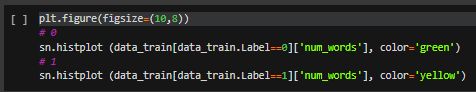 [ ] plt.figure(figsize=(10,8))
# 0
sn.histplot (data_train[data_train.Label==0]['num_words'], color='green')
# 1
sn.histplot (data_train[data_train.Label==1]['num_words'], color='yellow')